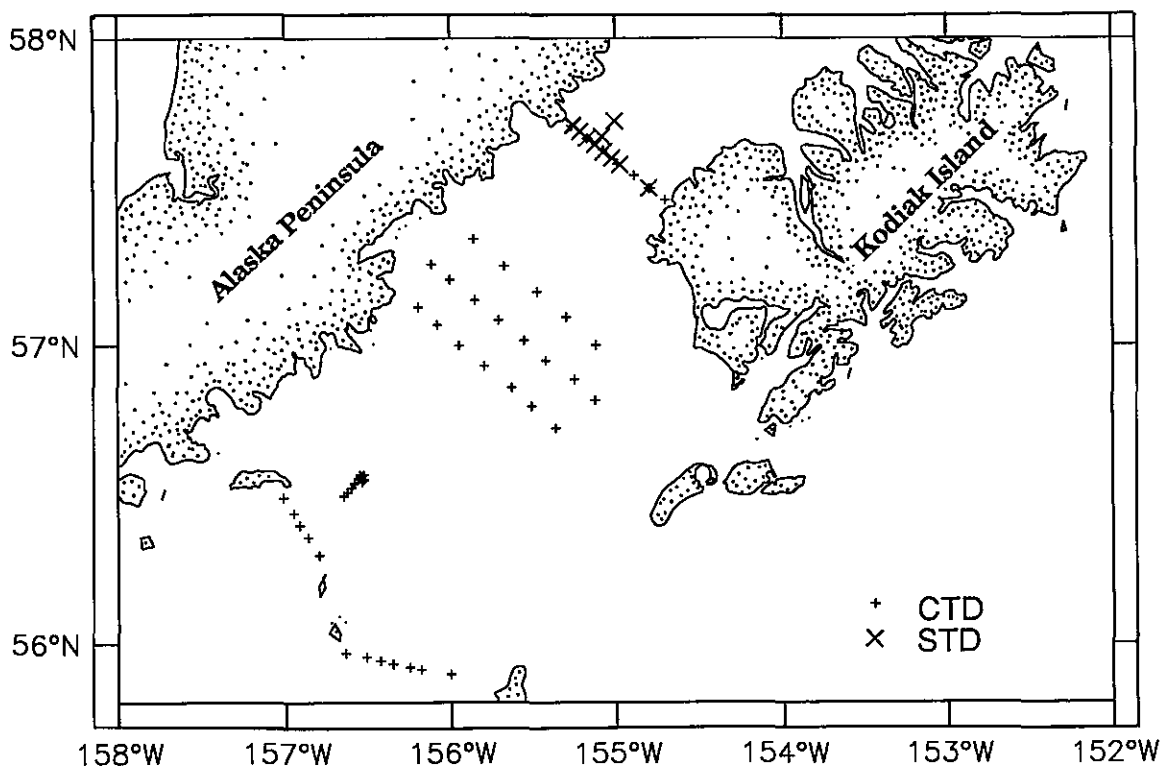 58°N
57°N
56°N
Alaska Peninsula
Kodiak Island
+ CTD
× STD
158°W 157°W 156°W 155°W 154°W 153°W 152°W